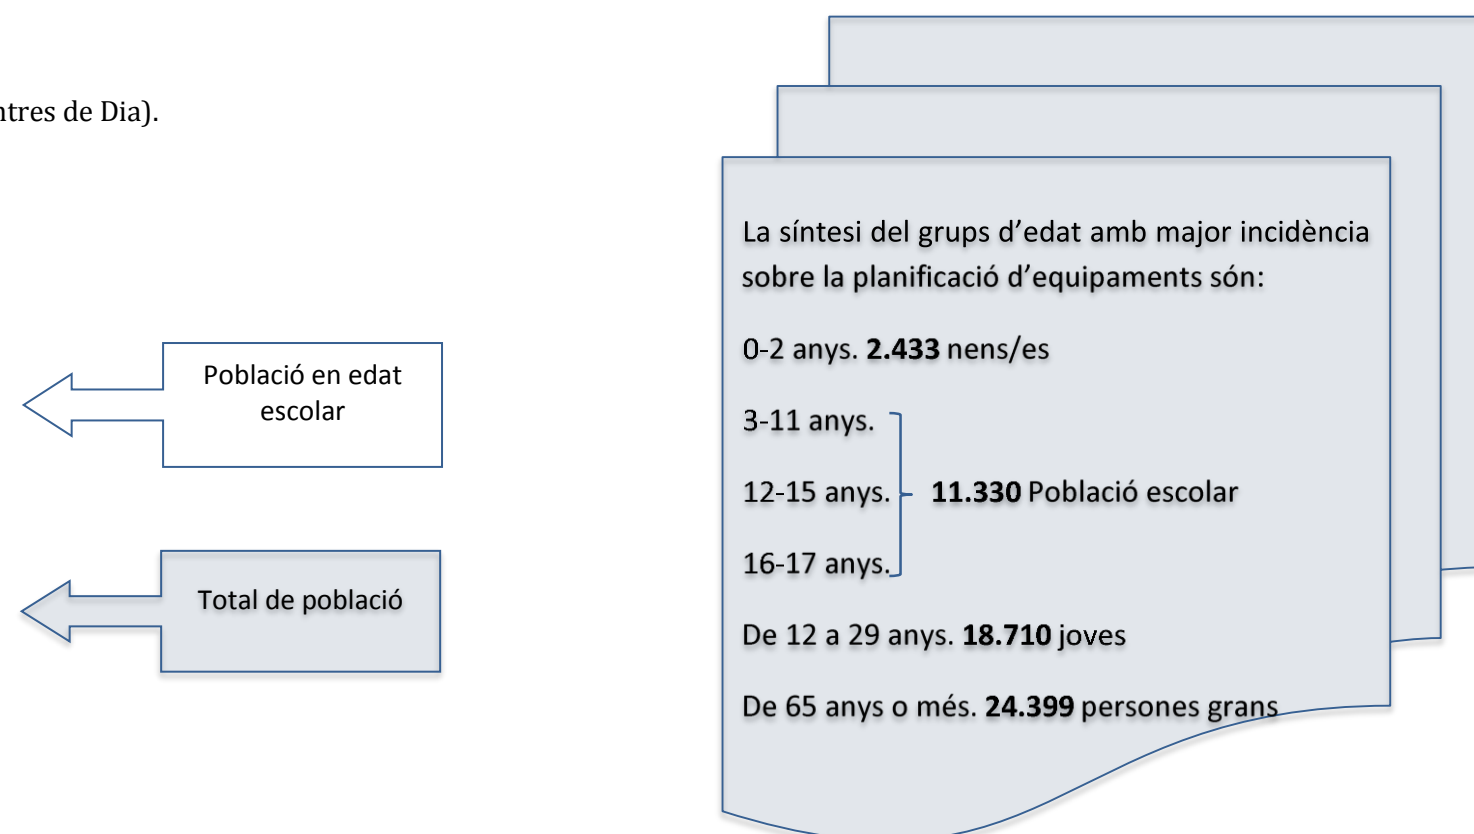 ntres de Dia).
Població en edat
escolar
Total de població
La síntesi del grups d’edat amb major incidència
sobre la planificació d’equipaments són:
0-2 anys. 2.433 nens/es
3-11 anys.
12-15 anys. 11.330 Població escolar
16-17 anys.
De 12 a 29 anys. 18.710 joves
De 65 anys o més. 24.399 persones grans